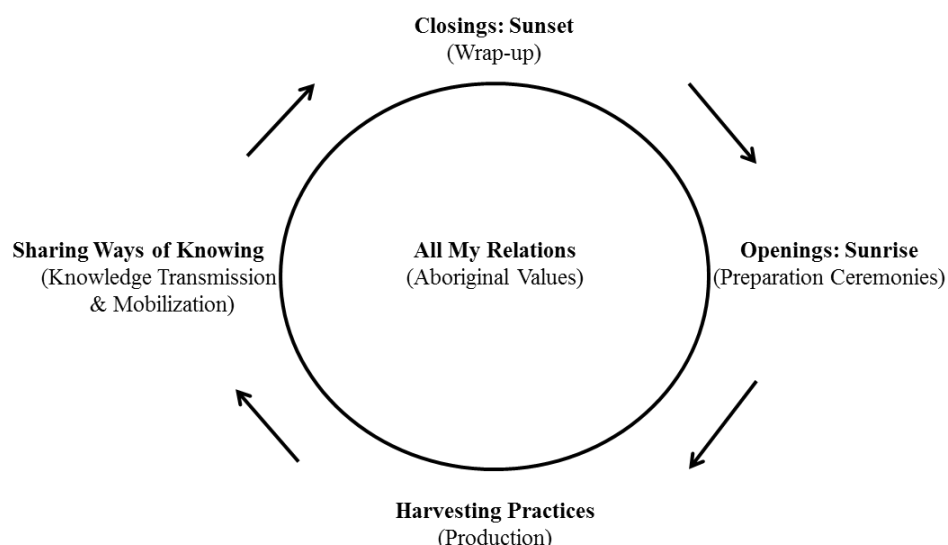 Closings: Sunset
(Wrap-up)
Sharing Ways of Knowing
(Knowledge Transmission
& Mobilization)
All My Relations
(Aboriginal Values)
Openings: Sunrise
(Preparation Ceremonies)
Harvesting Practices
(Production)